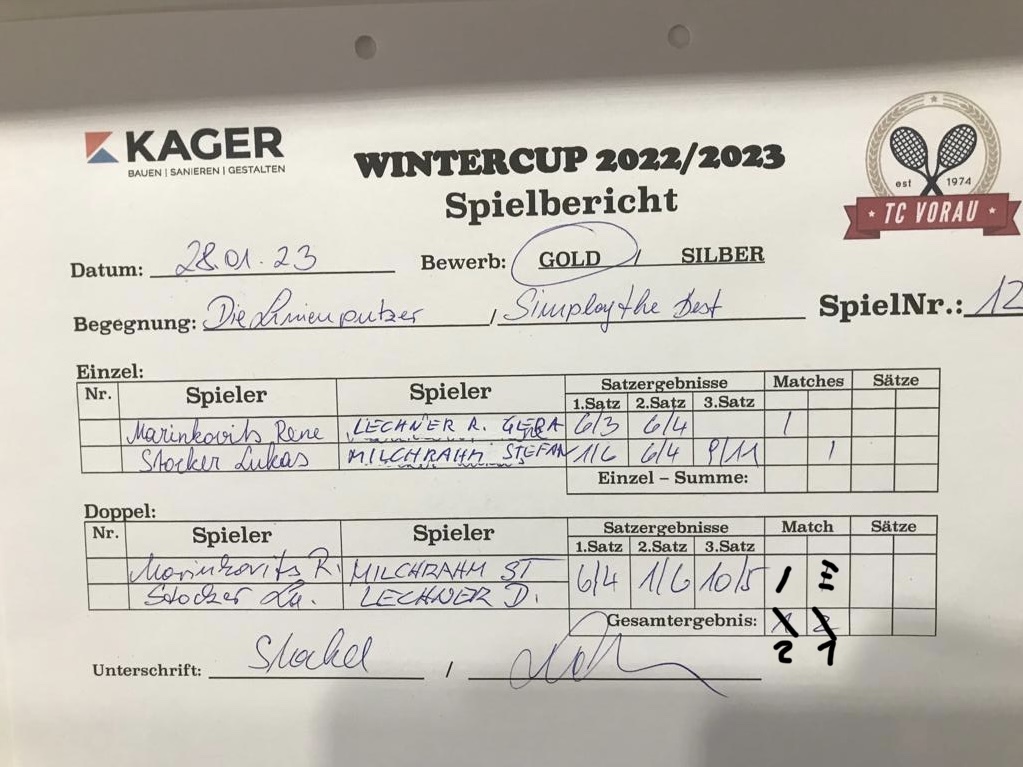 KAGER
BAUEN | SANIEREN | GESTALTEN
WINTERCUP 2022/2023
Spielbericht
est 1974
TC VORAU
Datum: 28.01.23 Bewerb: GOLD / SILBER
Begegnung: Die Linienputzer / Simplaythe Best SpielNr.: 12
Einzel:
Nr. Spieler Spieler Satzergebnisse Matches Sätze
1.Satz 2.Satz 3.Satz
Marinkovits Rene LECHNER R. 6/3 6/4 1
Stocker Lukas MILCHRAHM STEFAN 1/6 6/4 9/11 1
Einzel – Summe:
Doppel:
Nr. Spieler Spieler Satzergebnisse Match Sätze
1.Satz 2.Satz 3.Satz
Marinkovits R. MILCHRAHM ST 6/4 1/6 10/5 1
Stocker Lu. LECHNER D.
Gesamtergebnis:
2 1
Unterschrift: /